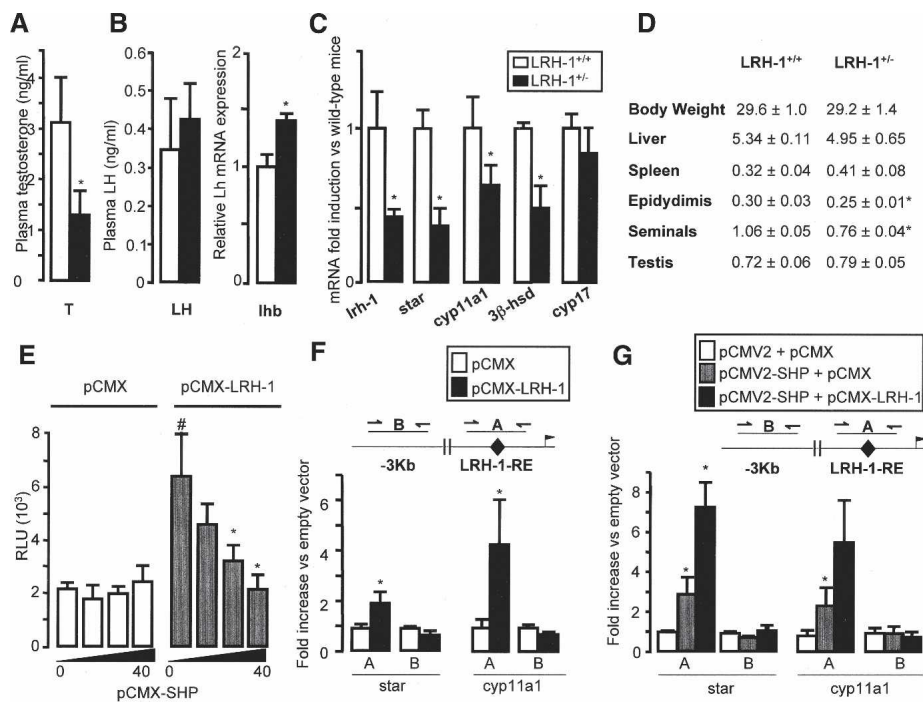 A
Plasma testosterone (ng/ml)
4
3
2
1
0
*
T
B
Plasma LH (ng/ml)
0.6
0.5
0.4
0.3
0.2
0.1
0
LH
Relative Lh mRNA expression
2
1
0
*
lhb
C
mRNA fold induction vs wild-type mice
LRH-1+/+
LRH-1+/-
1
0
* * * *
lrh-1 star cyp11a1 3β-hsd cyp17
D
LRH-1+/+ LRH-1+/-
Body Weight 29.6 ± 1.0 29.2 ± 1.4
Liver 5.34 ± 0.11 4.95 ± 0.65
Spleen 0.32 ± 0.04 0.41 ± 0.08
Epidydimis 0.30 ± 0.03 0.25 ± 0.01*
Seminals 1.06 ± 0.05 0.76 ± 0.04*
Testis 0.72 ± 0.06 0.79 ± 0.05
E
pCMX pCMX-LRH-1
RLU (10³)
8
6
4
2
0
#
* *
0 40 0 40
pCMX-SHP
F
pCMX
pCMX-LRH-1
B A
-3Kb LRH-1-RE
Fold increase vs empty vector
8
6
4
2
0
* *
A B A B
star cyp11a1
G
pCMV2 + pCMX
pCMV2-SHP + pCMX
pCMV2-SHP + pCMX-LRH-1
B A
-3Kb LRH-1-RE
Fold increase vs empty vector
8
6
4
2
0
* * *
A B A B
star cyp11a1